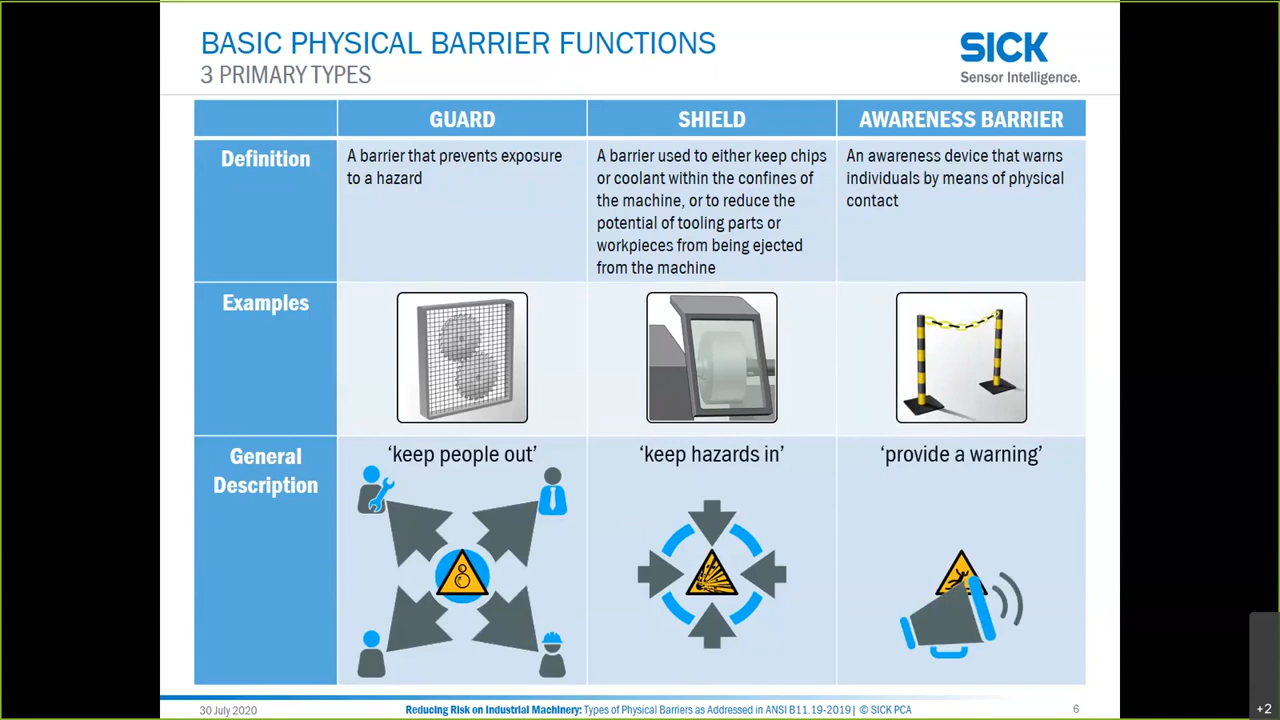 BASIC PHYSICAL BARRIER FUNCTIONS
3 PRIMARY TYPES
SICK
Sensor Intelligence.
GUARD
SHIELD
AWARENESS BARRIER
Definition
A barrier that prevents exposure
to a hazard
A barrier used to either keep chips
or coolant within the confines of
the machine, or to reduce the
potential of tooling parts or
workpieces from being ejected
from the machine
An awareness device that warns
individuals by means of physical
contact
Examples
General
Description
‘keep people out’
‘keep hazards in’
‘provide a warning’
30 July 2020
Reducing Risk on Industrial Machinery: Types of Physical Barriers as Addressed in ANSI B11.19-2019| © SICK PCA
6
+2